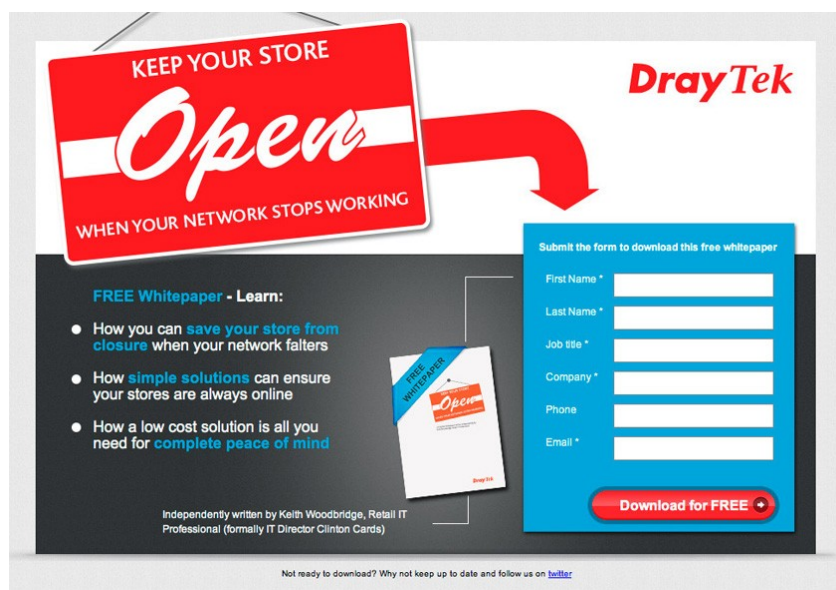 KEEP YOUR STORE
Open
WHEN YOUR NETWORK STOPS WORKING
DrayTek
FREE Whitepaper - Learn:
How you can save your store from
closure when your network falters
How simple solutions can ensure
your stores are always online
How a low cost solution is all you
need for complete peace of mind
FREE
WHITEPAPER
Open
DrayTek
Independently written by Keith Woodbridge, Retail IT
Professional (formally IT Director Clinton Cards)
Submit the form to download this free whitepaper
First Name *
Last Name *
Job title *
Company *
Phone
Email *
Download for FREE
Not ready to download? Why not keep up to date and follow us on twitter